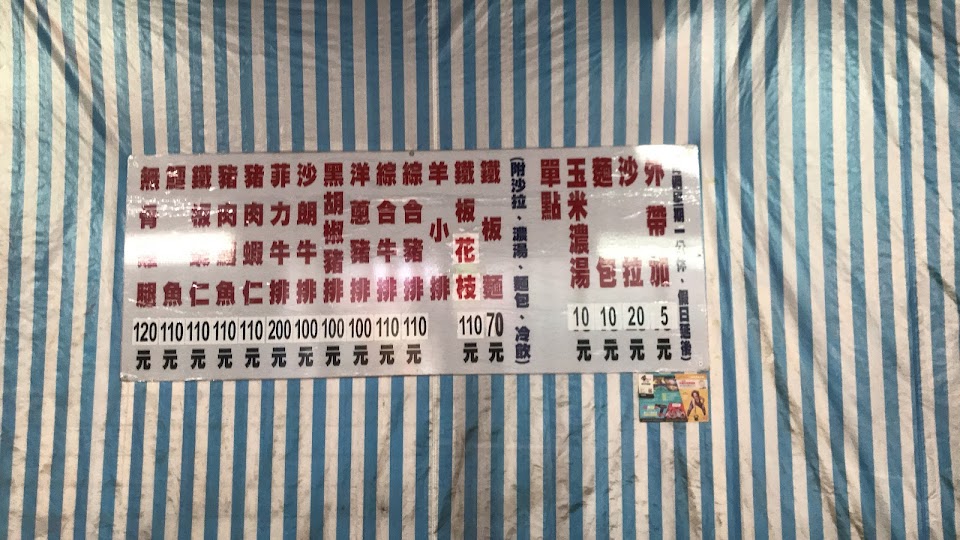 外帶加 5元
沙拉 20元
麵包 10元
玉米濃湯 10元
單點
(附沙拉、濃湯、麵包、冷飲)
鐵板麵 70元
鐵板花枝 110元
羊小排
綜合豬排 110元
綜合牛排 110元
洋蔥豬排 100元
黑胡椒豬排 100元
沙朗牛排 100元
菲力牛排 200元
豬肉蝦仁 110元
豬肉鯛魚 110元
鐵板蝦仁 110元
鯛魚 110元
骨雞腿 120元